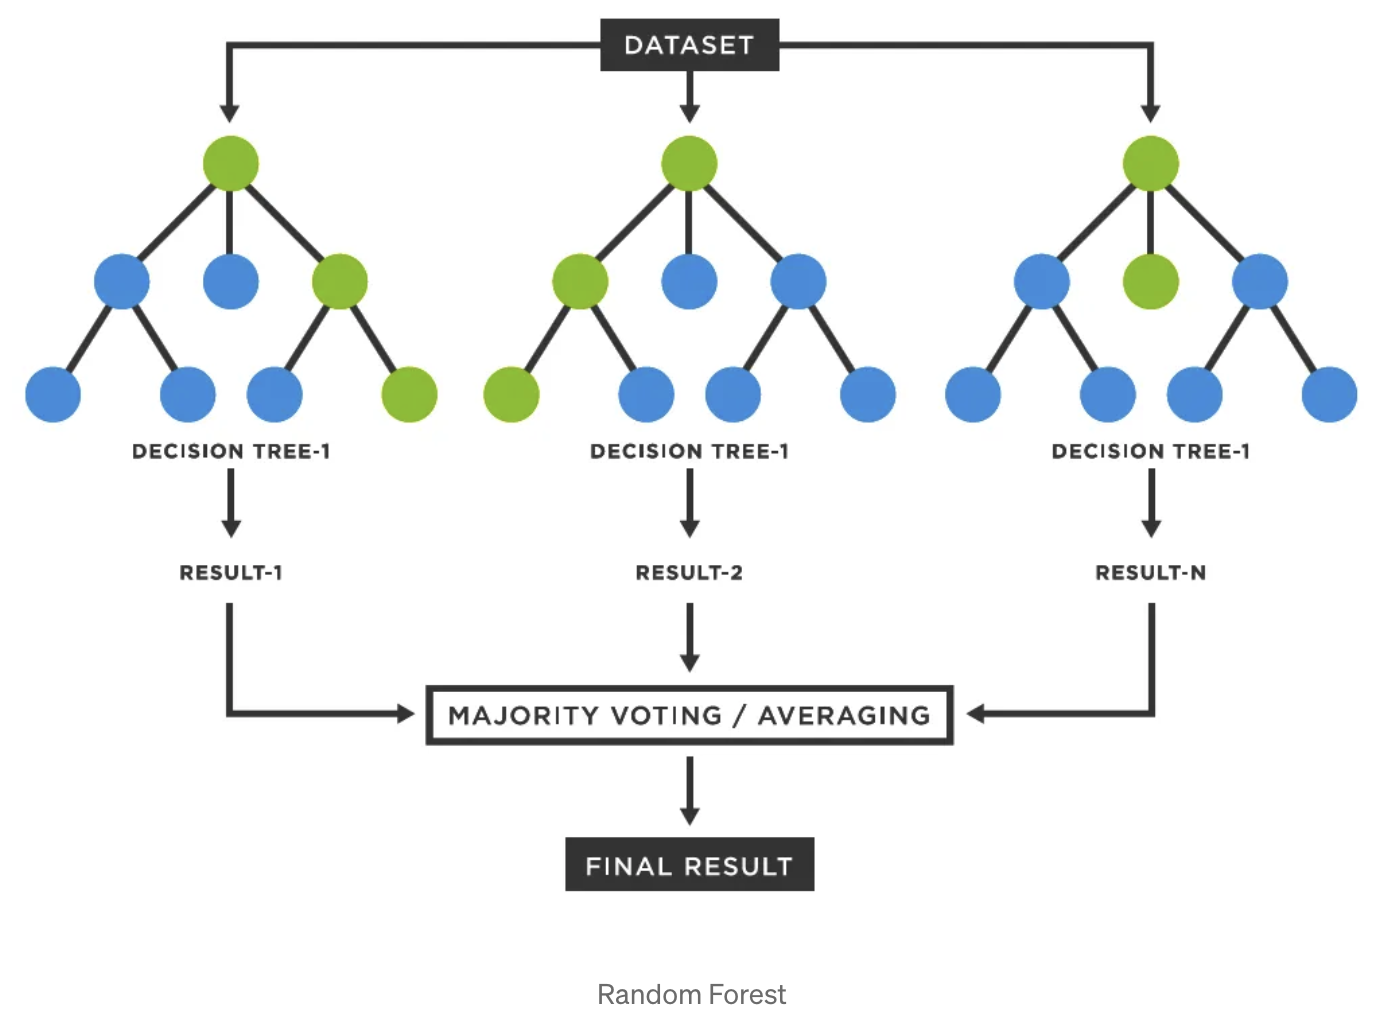 DATASET
DECISION TREE-1
DECISION TREE-1
DECISION TREE-1
RESULT-1
RESULT-2
RESULT-N
MAJORITY VOTING / AVERAGING
FINAL RESULT
Random Forest